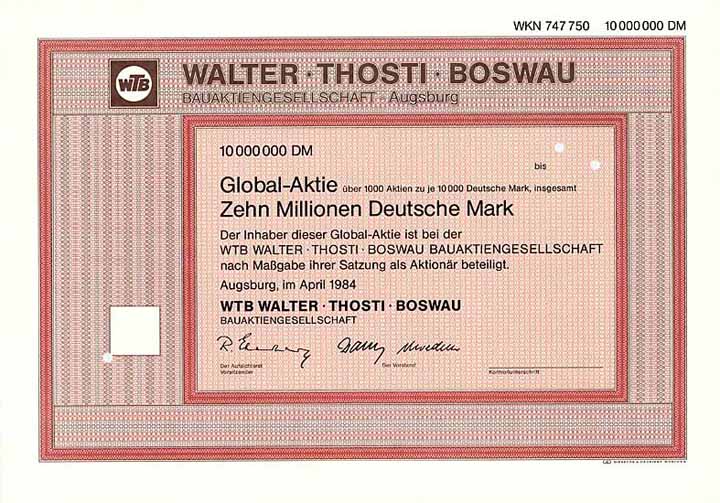 WKN 747 750 10 000 000 DM
WTB
WALTER · THOSTI · BOSWAU
BAUAKTIENGESELLSCHAFT - Augsburg
10 000 000 DM
bis
Global-Aktie über 1000 Aktien zu je 10 000 Deutsche Mark, insgesamt
Zehn Millionen Deutsche Mark
Der Inhaber dieser Global-Aktie ist bei der
WTB WALTER · THOSTI · BOSWAU BAUAKTIENGESELLSCHAFT
nach Maßgabe ihrer Satzung als Aktionär beteiligt.
Augsburg, im April 1984
WTB WALTER · THOSTI · BOSWAU
BAUAKTIENGESELLSCHAFT
Der Aufsichtsrat
Vorsitzender
Der Vorstand
Kontrollunterschrift